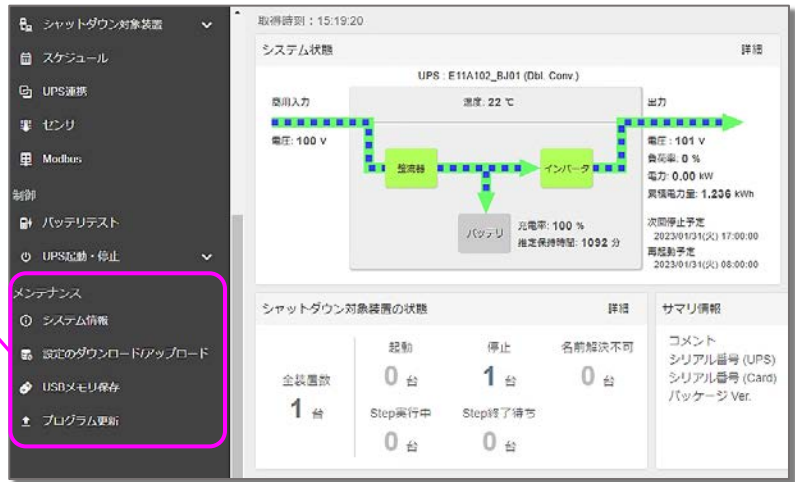 シャットダウン対象装置
スケジュール
UPS連携
センサ
Modbus
制御
バッテリテスト
UPS起動・停止
メンテナンス
システム情報
設定のダウンロード/アップロード
USBメモリ保存
プログラム更新
取得時刻:15:19:20
システム状態
詳細
UPS : E11A102_BJ01 (Dbl. Conv.)
商用入力
温度: 22 ℃
出力
電圧: 100 V
整流器
インバータ
電圧: 101 V
負荷率: 0 %
電力: 0.00 kW
累積電力量: 1.236 kWh
バッテリ
充電率: 100 %
推定保持時間: 1092 分
次回停止予定
2023/01/31(火) 17:00:00
再起動予定
2023/01/31(火) 08:00:00
シャットダウン対象装置の状態
詳細
全装置数
1 台
起動
停止
名前解決不可
0 台
1 台
0 台
Step実行中
Step終了待ち
0 台
0 台
サマリ情報
コメント
シリアル番号 (UPS)
シリアル番号 (Card)
パッケージ Ver.